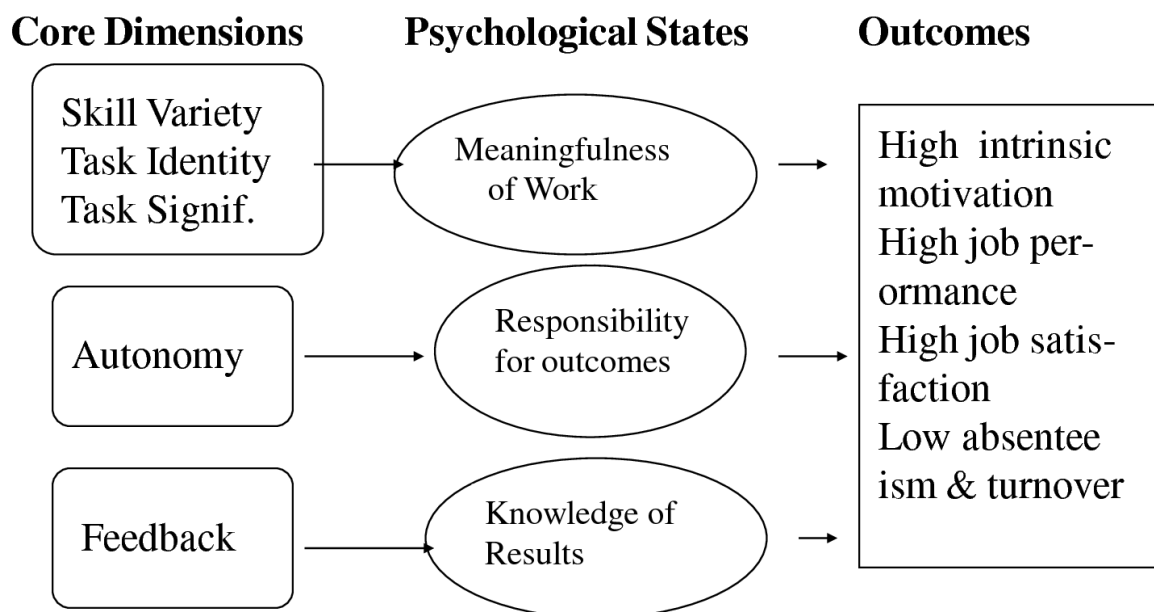 Core Dimensions
Psychological States
Outcomes
Skill Variety
Task Identity
Task Signif.
Meaningfulness
of Work
High intrinsic
motivation
High job per-
ormance
High job satis-
faction
Low absentee
ism & turnover
Autonomy
Responsibility
for outcomes
Feedback
Knowledge of
Results